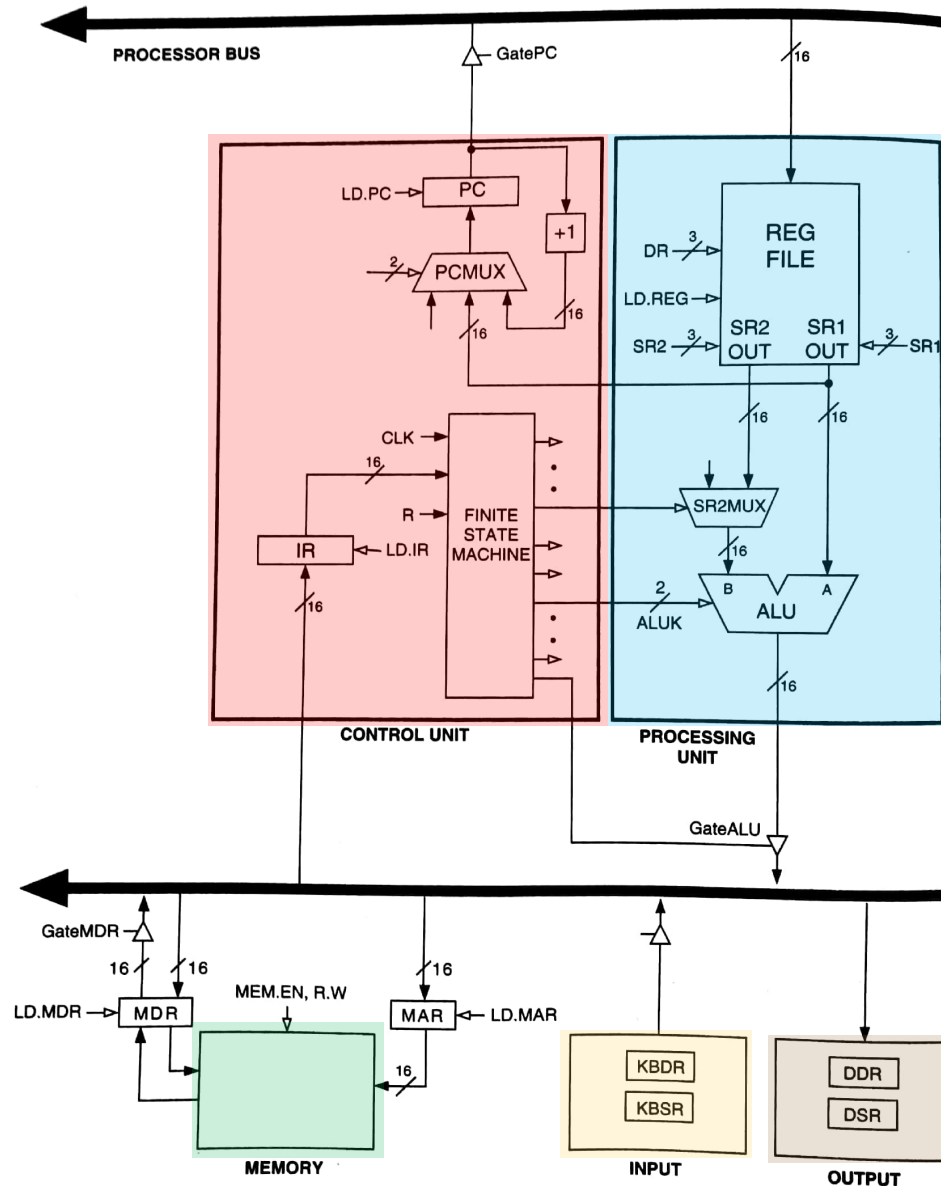 PROCESSOR BUS
GatePC
16
LD.PC
PC
+1
2
PCMUX
16
16
REG
FILE
DR
3
LD.REG
SR2
3
SR2
OUT
SR1
OUT
3
SR1
16
16
CLK
16
R
FINITE
STATE
MACHINE
IR
LD.IR
16
SR2MUX
16
B
A
ALU
2
ALUK
16
CONTROL UNIT
PROCESSING
UNIT
GateALU
GateMDR
16
16
16
LD.MDR
MDR
MEM.EN, R.W
MAR
LD.MAR
16
KBDR
KBSR
DDR
DSR
MEMORY
INPUT
OUTPUT